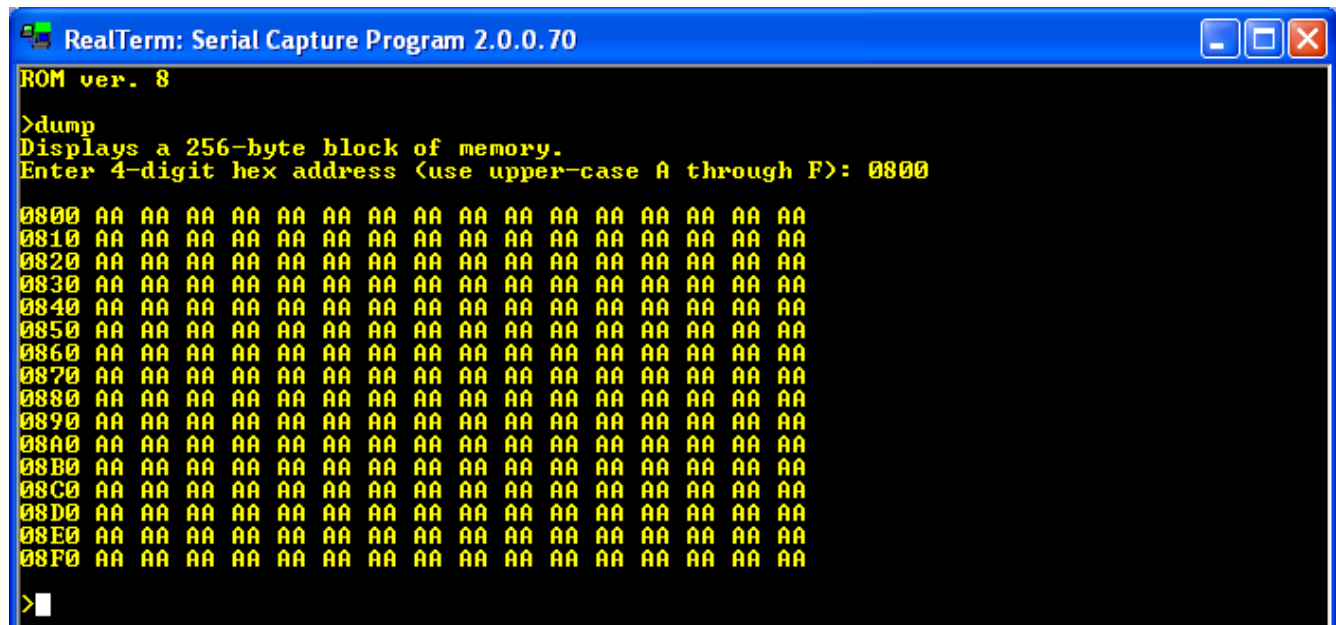 RealTerm: Serial Capture Program 2.0.0.70
ROM ver. 8
>dump
Displays a 256-byte block of memory.
Enter 4-digit hex address (use upper-case A through F): 0800
0800 AA AA AA AA AA AA AA AA AA AA AA AA AA AA AA AA
0810 AA AA AA AA AA AA AA AA AA AA AA AA AA AA AA AA
0820 AA AA AA AA AA AA AA AA AA AA AA AA AA AA AA AA
0830 AA AA AA AA AA AA AA AA AA AA AA AA AA AA AA AA
0840 AA AA AA AA AA AA AA AA AA AA AA AA AA AA AA AA
0850 AA AA AA AA AA AA AA AA AA AA AA AA AA AA AA AA
0860 AA AA AA AA AA AA AA AA AA AA AA AA AA AA AA AA
0870 AA AA AA AA AA AA AA AA AA AA AA AA AA AA AA AA
0880 AA AA AA AA AA AA AA AA AA AA AA AA AA AA AA AA
0890 AA AA AA AA AA AA AA AA AA AA AA AA AA AA AA AA
08A0 AA AA AA AA AA AA AA AA AA AA AA AA AA AA AA AA
08B0 AA AA AA AA AA AA AA AA AA AA AA AA AA AA AA AA
08C0 AA AA AA AA AA AA AA AA AA AA AA AA AA AA AA AA
08D0 AA AA AA AA AA AA AA AA AA AA AA AA AA AA AA AA
08E0 AA AA AA AA AA AA AA AA AA AA AA AA AA AA AA AA
08F0 AA AA AA AA AA AA AA AA AA AA AA AA AA AA AA AA
>